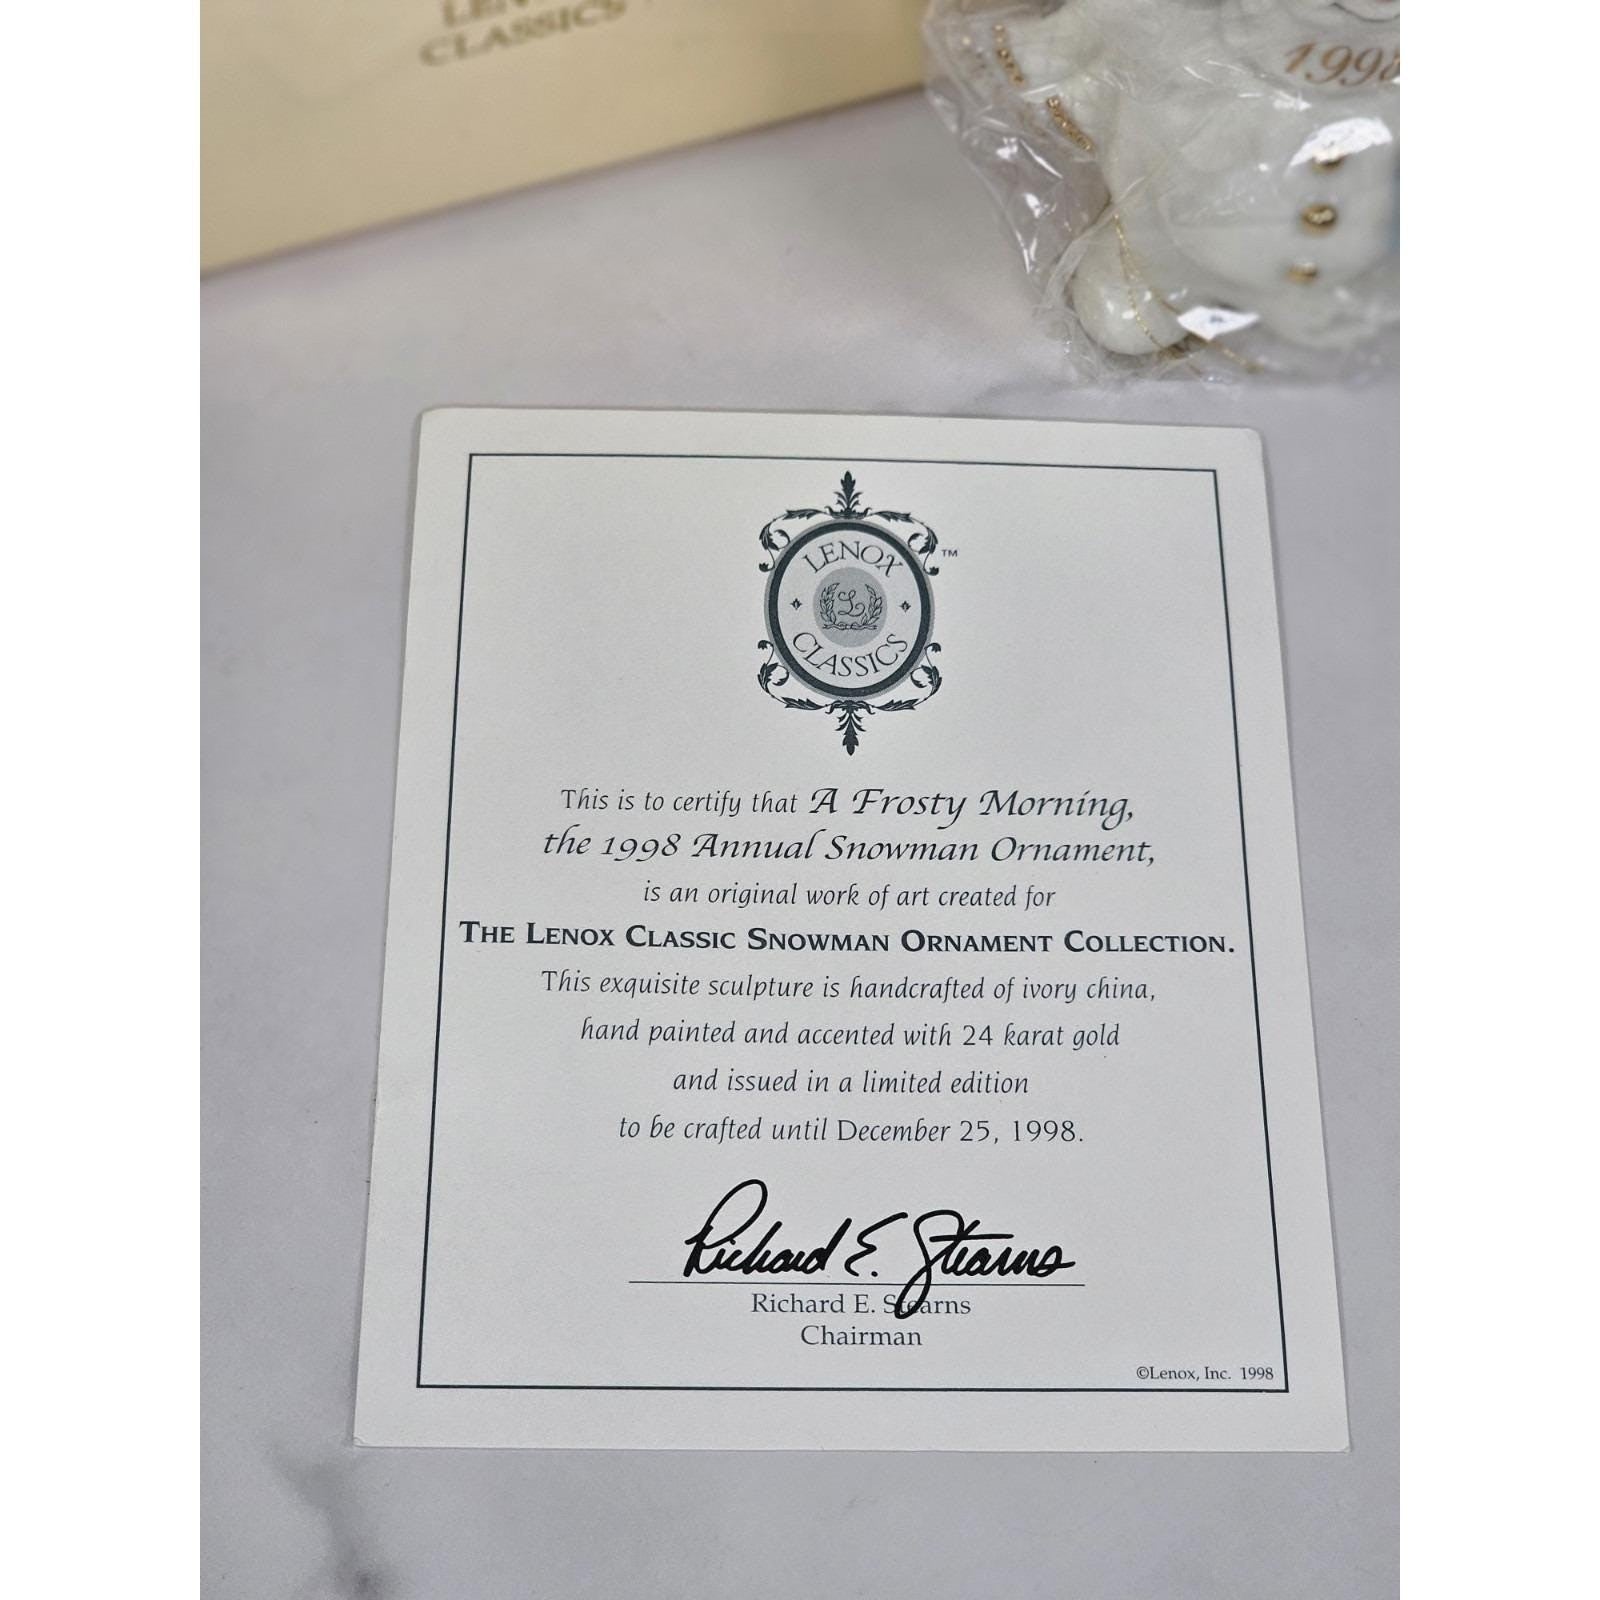 LENOX
CLASSICS
1998
LENOX
CLASSICS
™
L
This is to certify that A Frosty Morning,
the 1998 Annual Snowman Ornament,
is an original work of art created for
THE LENOX CLASSIC SNOWMAN ORNAMENT COLLECTION.
This exquisite sculpture is handcrafted of ivory china,
hand painted and accented with 24 karat gold
and issued in a limited edition
to be crafted until December 25, 1998.
Richard E. Stearns
Richard E. Stearns
Chairman
©Lenox, Inc. 1998